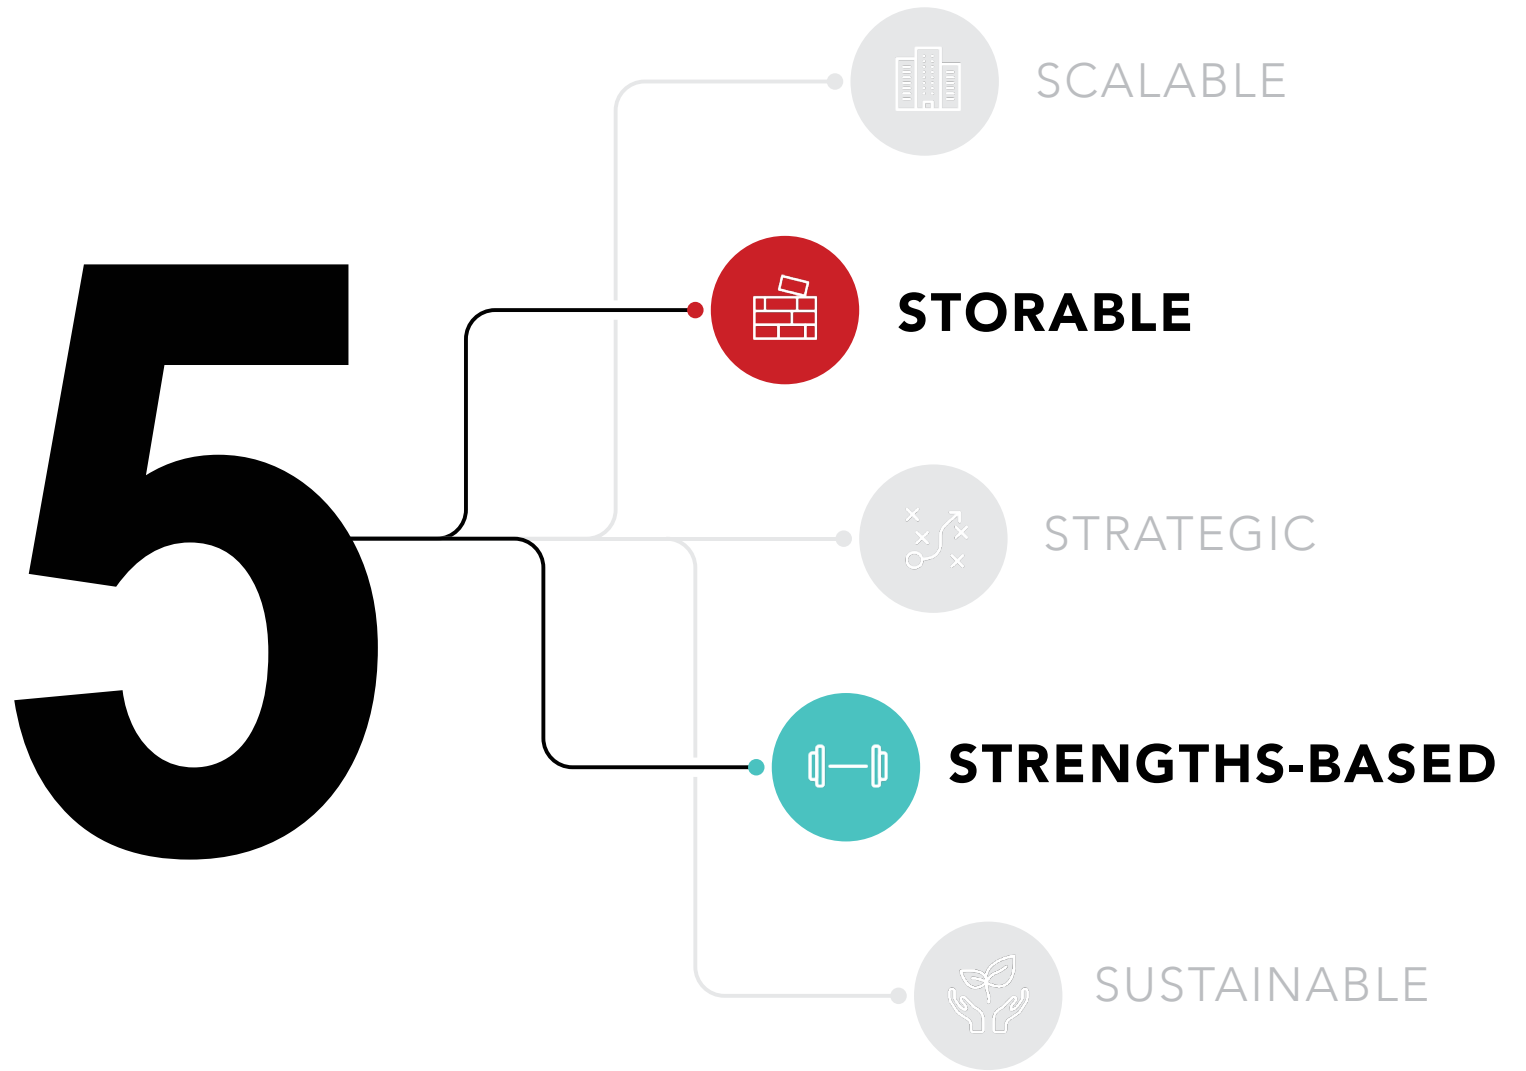 5
SCALABLE
STORABLE
STRATEGIC
STRENGTHS-BASED
SUSTAINABLE